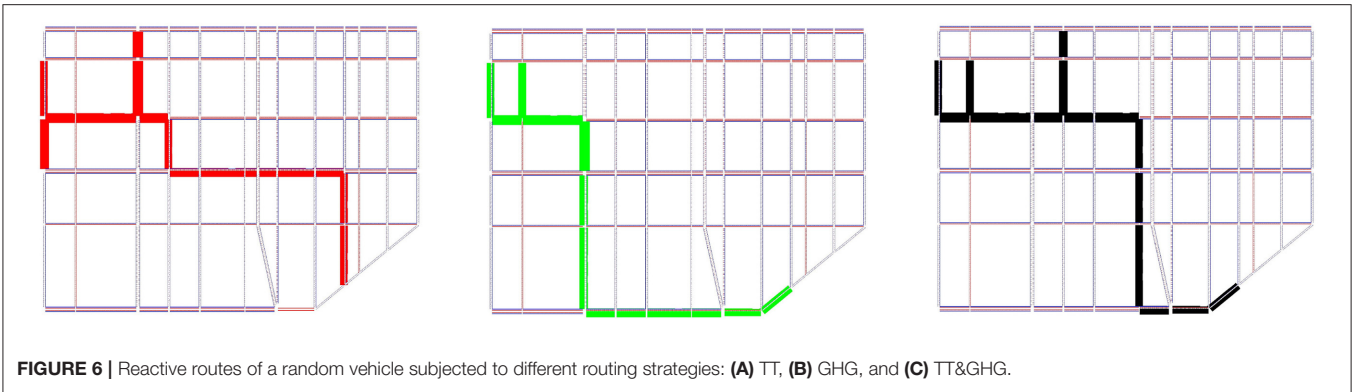 FIGURE 6 | Reactive routes of a random vehicle subjected to different routing strategies: (A) TT, (B) GHG, and (C) TT&GHG.